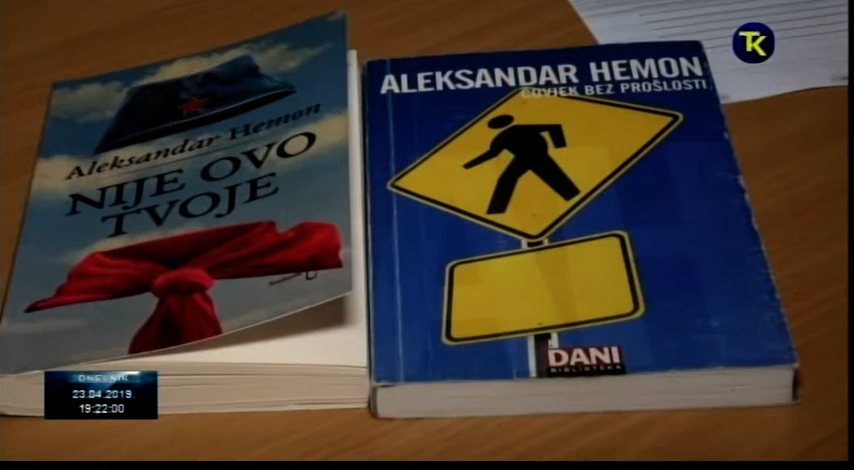 TK
Aleksandar Hemon
NIJE OVO
TVOJE
ALEKSANDAR HEMON
ČOVJEK BEZ PROŠLOSTI
DANI
BIBLIOTEKA
DNEVNIK
23.04.2019.
19:22:00